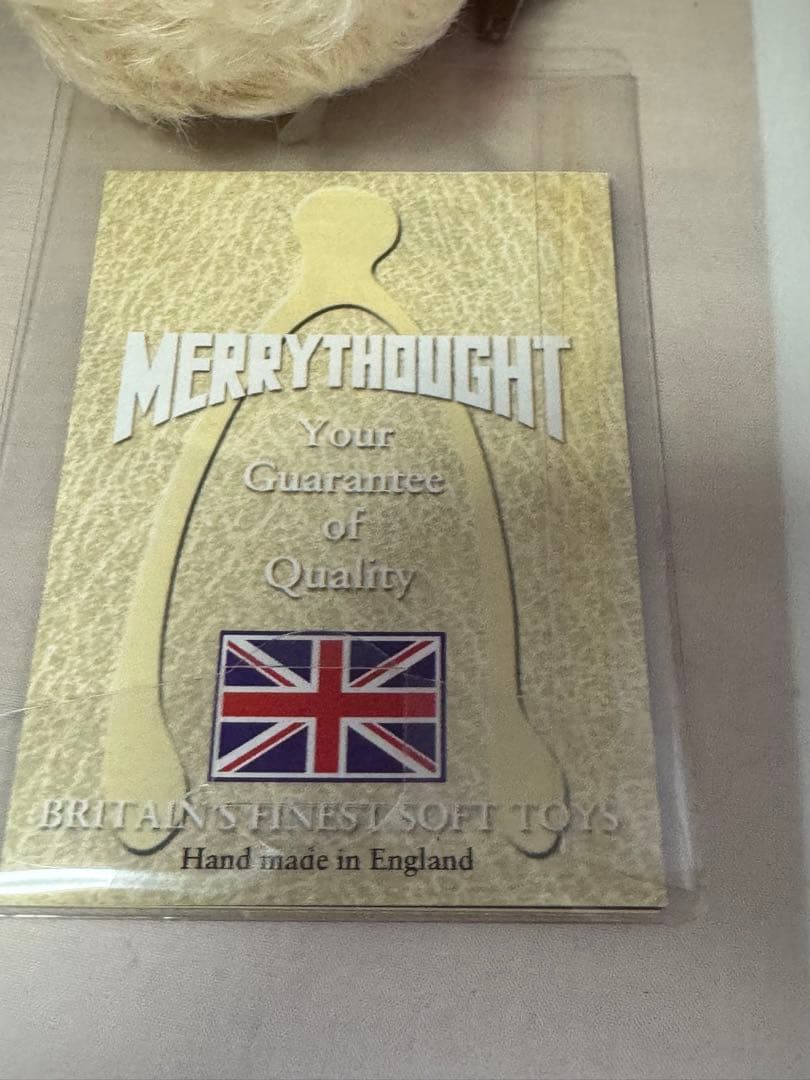 MERRYTHOUGHT
Your
Guarantee
of
Quality
BRITAIN'S FINEST SOFT TOYS
Hand made in England